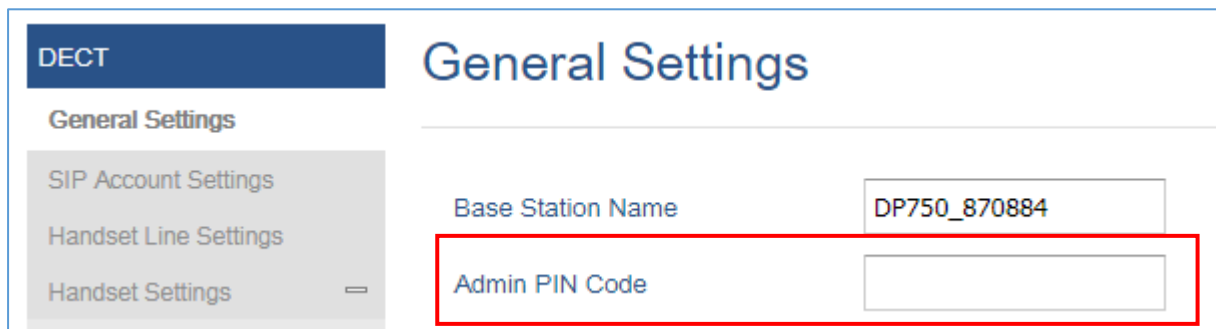 DECT
General Settings
SIP Account Settings
Handset Line Settings
Handset Settings
General Settings
Base Station Name
DP750_870884
Admin PIN Code